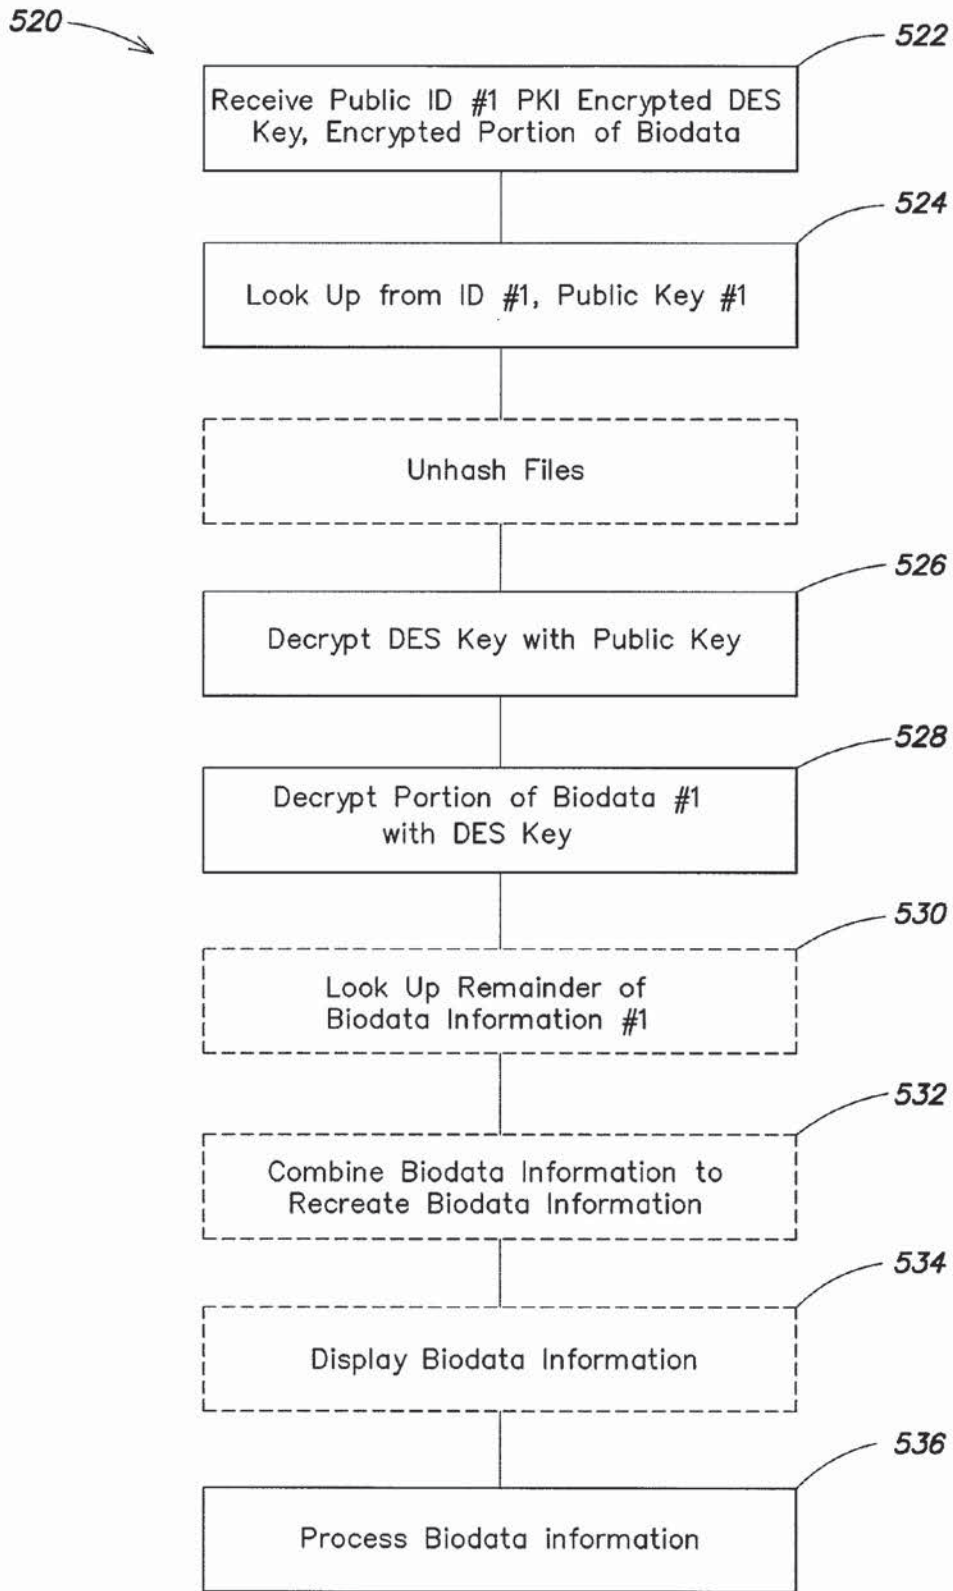 520
522
Receive Public ID #1 PKI Encrypted DES
Key, Encrypted Portion of Biodata
524
Look Up from ID #1, Public Key #1
Unhash Files
526
Decrypt DES Key with Public Key
528
Decrypt Portion of Biodata #1
with DES Key
530
Look Up Remainder of
Biodata Information #1
532
Combine Biodata Information to
Recreate Biodata Information
534
Display Biodata Information
536
Process Biodata information